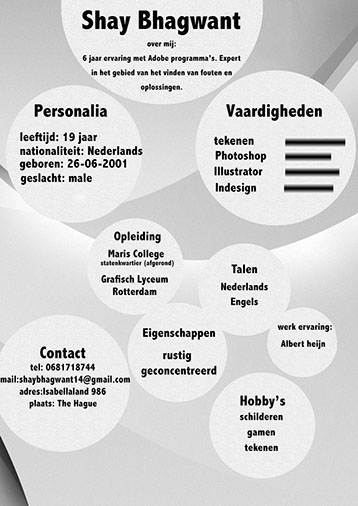 Shay Bhagwant
over mij:
6 jaar ervaring met Adobe programma's. Expert
in het gebied van het vinden van fouten en
oplossingen.
Personalia
leeftijd: 19 jaar
nationaliteit: Nederlands
geboren: 26-06-2001
geslacht: male
Vaardigheden
tekenen
Photoshop
Illustrator
Indesign
Opleiding
Maris College
statenkwartier (afgerond)
Grafisch Lyceum
Rotterdam
Talen
Nederlands
Engels
Eigenschappen
rustig
geconcentreerd
werk ervaring:
Albert heijn
Contact
tel: 0681718744
mail:shaybhagwant14@gmail.com
adres:Isabellaland 986
plaats: The Hague
Hobby's
schilderen
gamen
tekenen